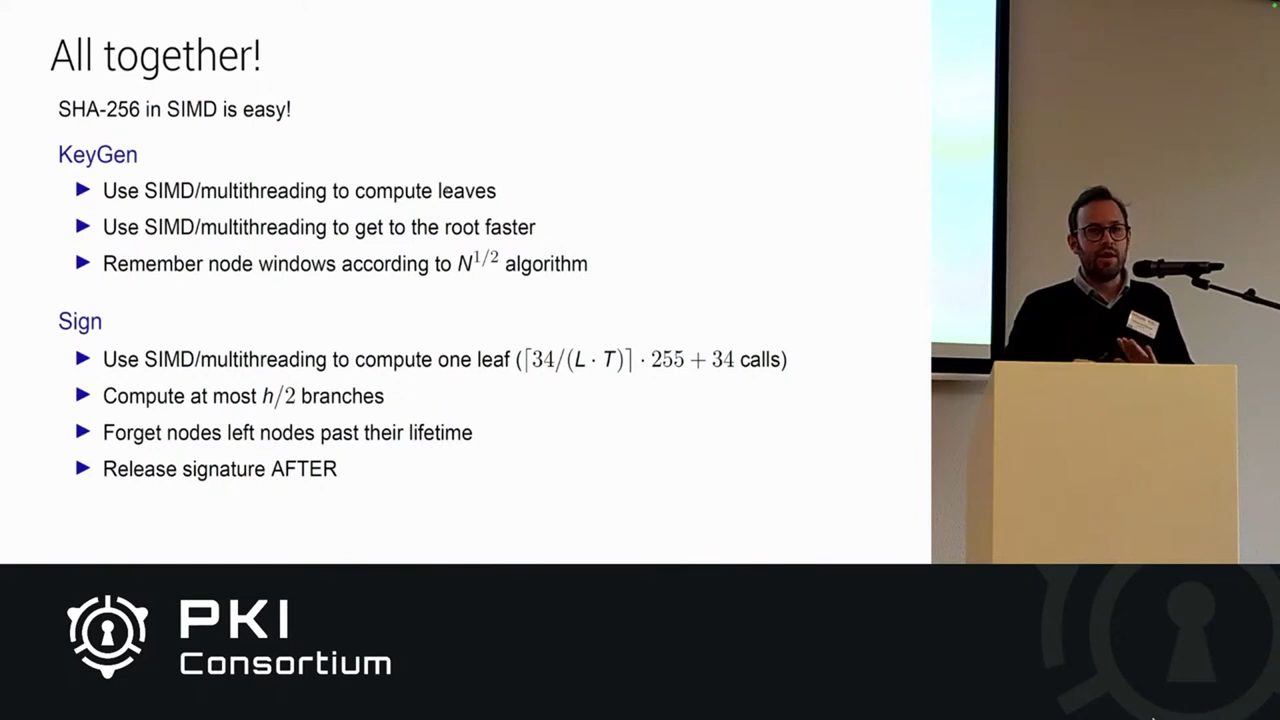 All together!
SHA-256 in SIMD is easy!
KeyGen
▶ Use SIMD/multithreading to compute leaves
▶ Use SIMD/multithreading to get to the root faster
▶ Remember node windows according to N^{1/2} algorithm
Sign
▶ Use SIMD/multithreading to compute one leaf (⌈34/(L · T)⌉ · 255 + 34 calls)
▶ Compute at most h/2 branches
▶ Forget nodes left nodes past their lifetime
▶ Release signature AFTER
PKI
Consortium